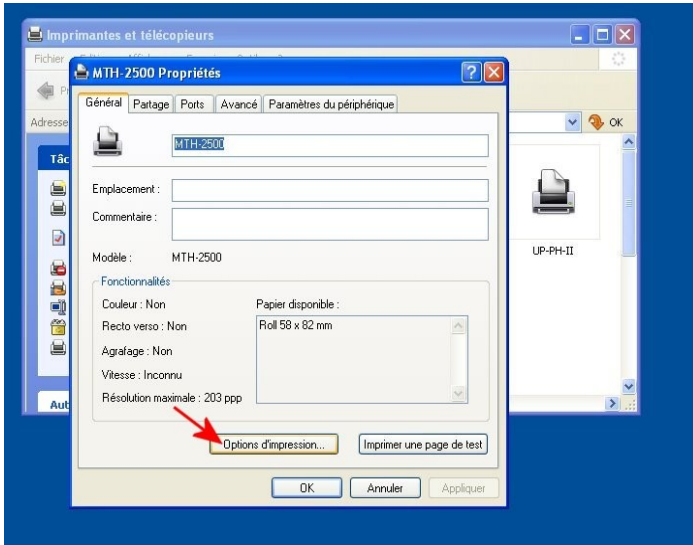 Imprimantes et télécopieurs
Fichier
MTH-2500 Propriétés
Adresse
OK
Général Partage Ports Avancé Paramètres du périphérique
MTH-2500
Tâc
Emplacement :
Commentaire :
UP-PH-II
Modèle : MTH-2500
Fonctionnalités
Couleur : Non
Papier disponible :
Recto verso : Non
Roll 58 x 82 mm
Agrafage : Non
Vitesse : Inconnu
Résolution maximale : 203 ppp
Aut
Options d'impression...
Imprimer une page de test
OK
Annuler
Appliquer